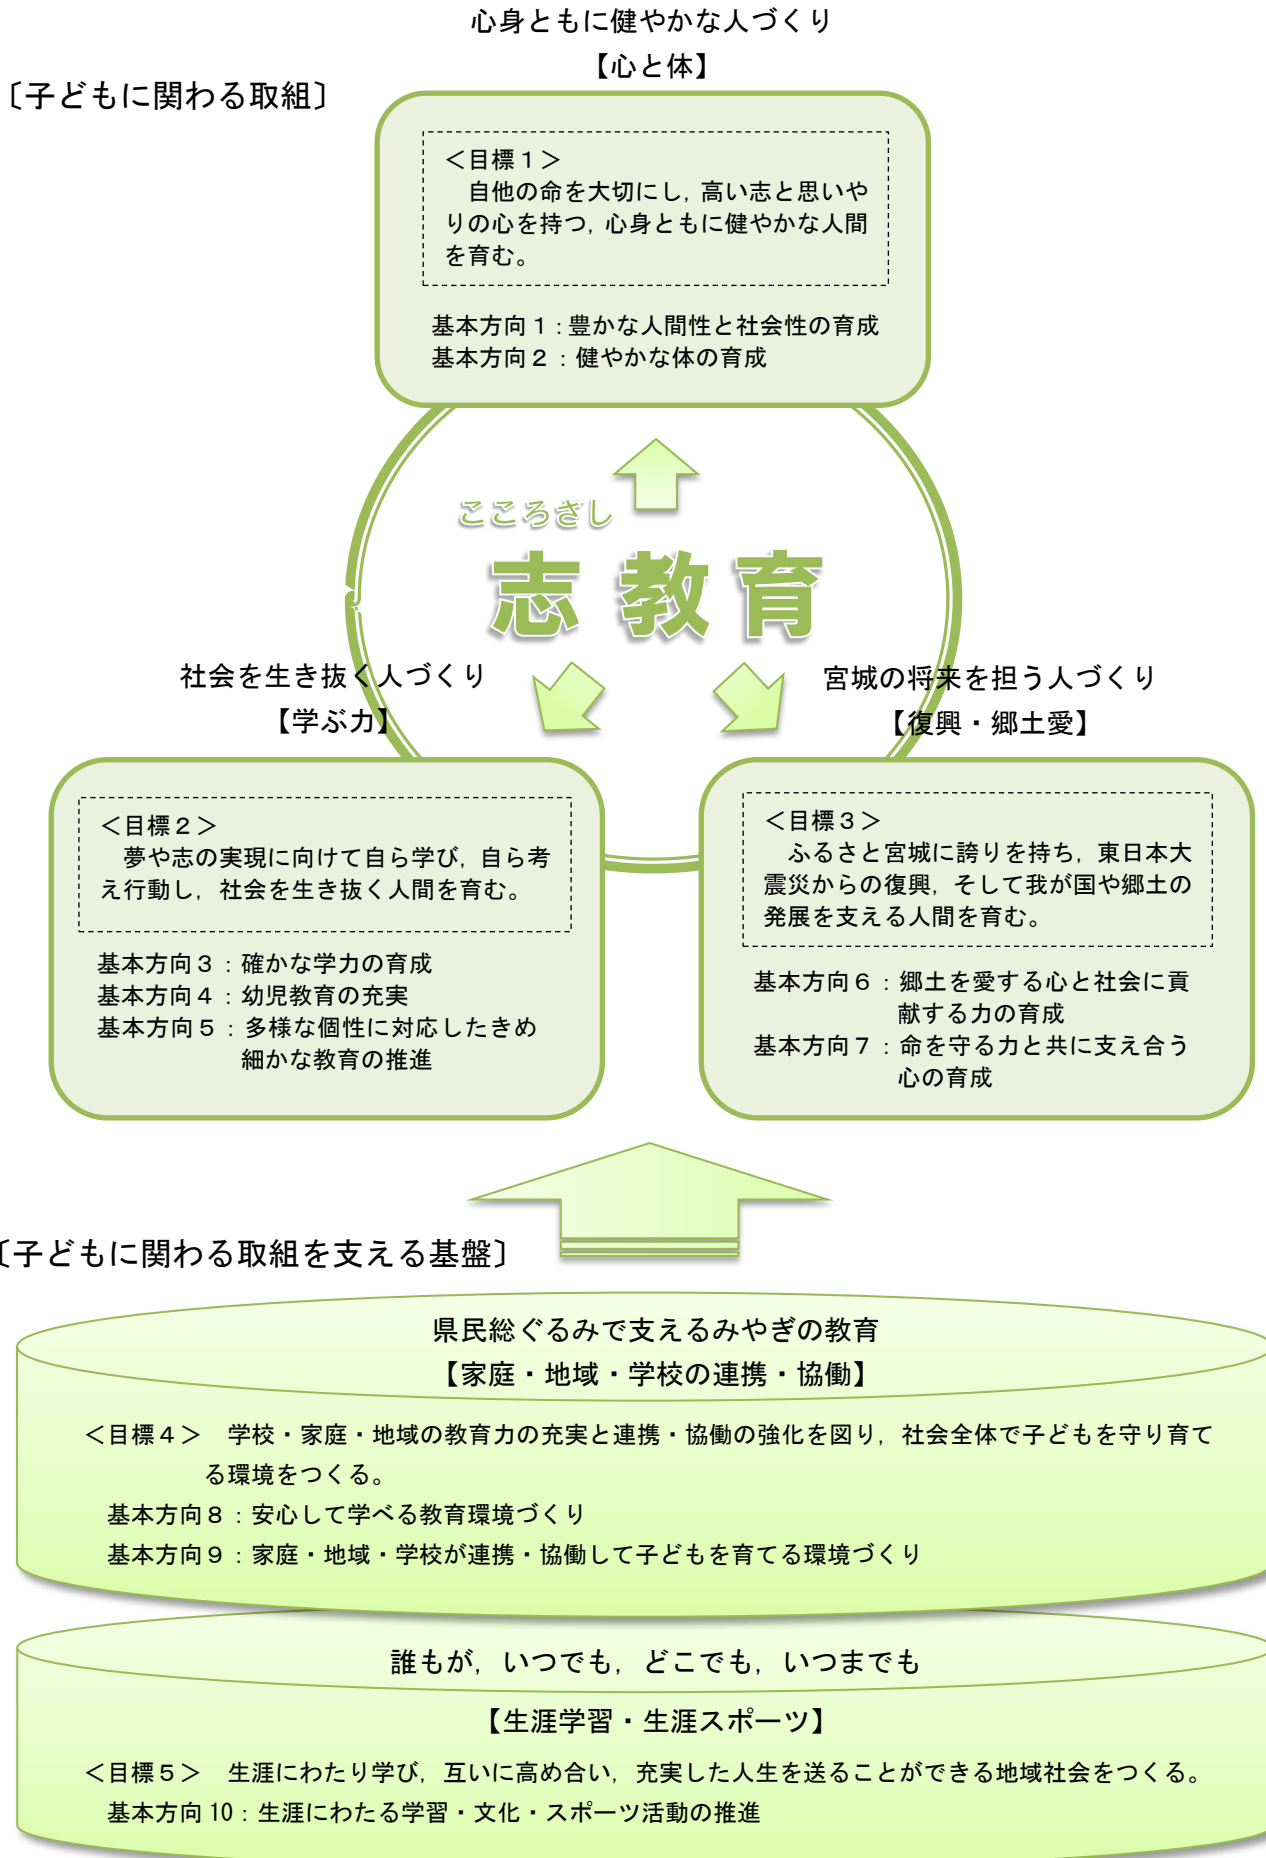 心身ともに健やかな人づくり
【心と体】
〔子どもに関わる取組〕
＜目標１＞
自他の命を大切にし，高い志と思いや
りの心を持つ，心身ともに健やかな人間
を育む。
基本方向１：豊かな人間性と社会性の育成
基本方向２：健やかな体の育成
こころざし
志教育
社会を生き抜く人づくり
【学ぶ力】
宮城の将来を担う人づくり
【復興・郷土愛】
＜目標２＞
夢や志の実現に向けて自ら学び，自ら考
え行動し，社会を生き抜く人間を育む。
基本方向３：確かな学力の育成
基本方向４：幼児教育の充実
基本方向５：多様な個性に対応したきめ
細かな教育の推進
＜目標３＞
ふるさと宮城に誇りを持ち，東日本大
震災からの復興，そして我が国や郷土の
発展を支える人間を育む。
基本方向６：郷土を愛する心と社会に貢
献する力の育成
基本方向７：命を守る力と共に支え合う
心の育成
〔子どもに関わる取組を支える基盤〕
県民総ぐるみで支えるみやぎの教育
【家庭・地域・学校の連携・協働】
＜目標４＞　学校・家庭・地域の教育力の充実と連携・協働の強化を図り，社会全体で子どもを守り育て
る環境をつくる。
基本方向８：安心して学べる教育環境づくり
基本方向９：家庭・地域・学校が連携・協働して子どもを育てる環境づくり
誰もが，いつでも，どこでも，いつまでも
【生涯学習・生涯スポーツ】
＜目標５＞　生涯にわたり学び，互いに高め合い，充実した人生を送ることができる地域社会をつくる。
基本方向10：生涯にわたる学習・文化・スポーツ活動の推進